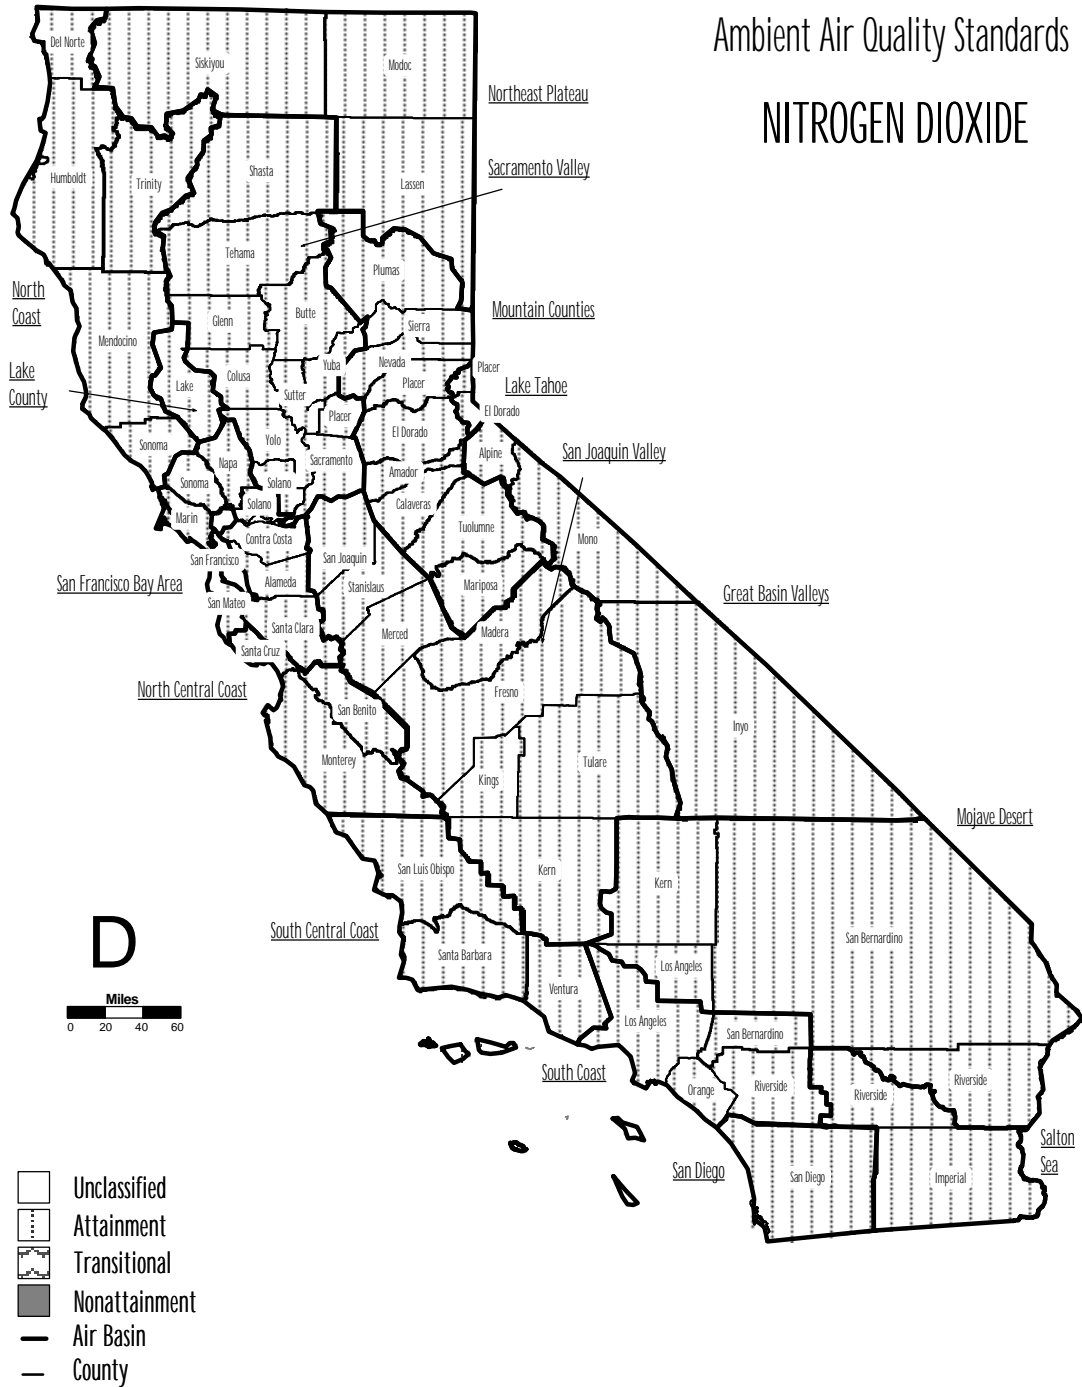 Ambient Air Quality Standards
NITROGEN DIOXIDE
Del Norte
Siskiyou
Modoc
Northeast Plateau
Sacramento Valley
Shasta
Humboldt
Trinity
Lassen
Tehama
Plumas
North
Coast
Mountain Counties
Butte
Glenn
Sierra
Mendocino
Yuba
Nevada
Placer
Lake
County
Colusa
Lake
Placer
Lake Tahoe
Sutter
Placer
El Dorado
Yolo
El Dorado
Sonoma
San Joaquin Valley
Alpine
Sacramento
Napa
Amador
Sonoma
Solano
Solano
Calaveras
Marin
Tuolumne
Contra Costa
Mono
San Francisco
San Joaquin
San Francisco Bay Area
Alameda
Stanislaus
Mariposa
Great Basin Valleys
San Mateo
Santa Clara
Merced
Madera
Santa Cruz
North Central Coast
Fresno
San Benito
Inyo
Monterey
Tulare
Kings
Mojave Desert
San Luis Obispo
Kern
Kern
South Central Coast
San Bernardino
Santa Barbara
Los Angeles
D
Ventura
Miles
0 20 40 60
Los Angeles
San Bernardino
South Coast
Orange
Riverside
Riverside
Riverside
Salton
Sea
San Diego
San Diego
Imperial
Unclassified
Attainment
Transitional
Nonattainment
Air Basin
County